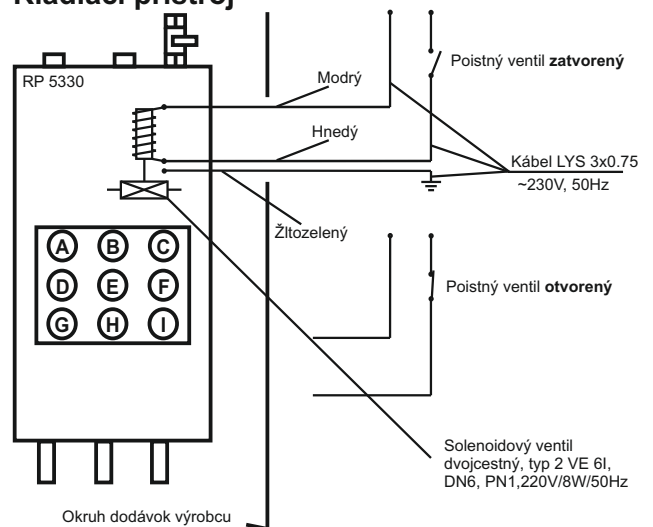 Riadiaci prístroj
RP 5330
Modrý
Poistný ventil zatvorený
Hnedý
Kábel LYS 3x0.75
~230V, 50Hz
Žltozelený
A B C
D E F
G H I
Poistný ventil otvorený
Solenoidový ventil
dvojcestný, typ 2 VE 6I,
DN6, PN1,220V/8W/50Hz
Okruh dodávok výrobcu